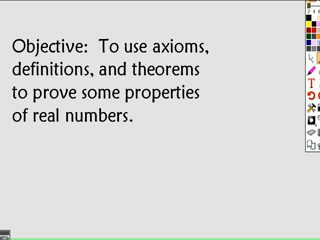 Objective:  To use axioms,
definitions, and theorems
to prove some properties
of real numbers.